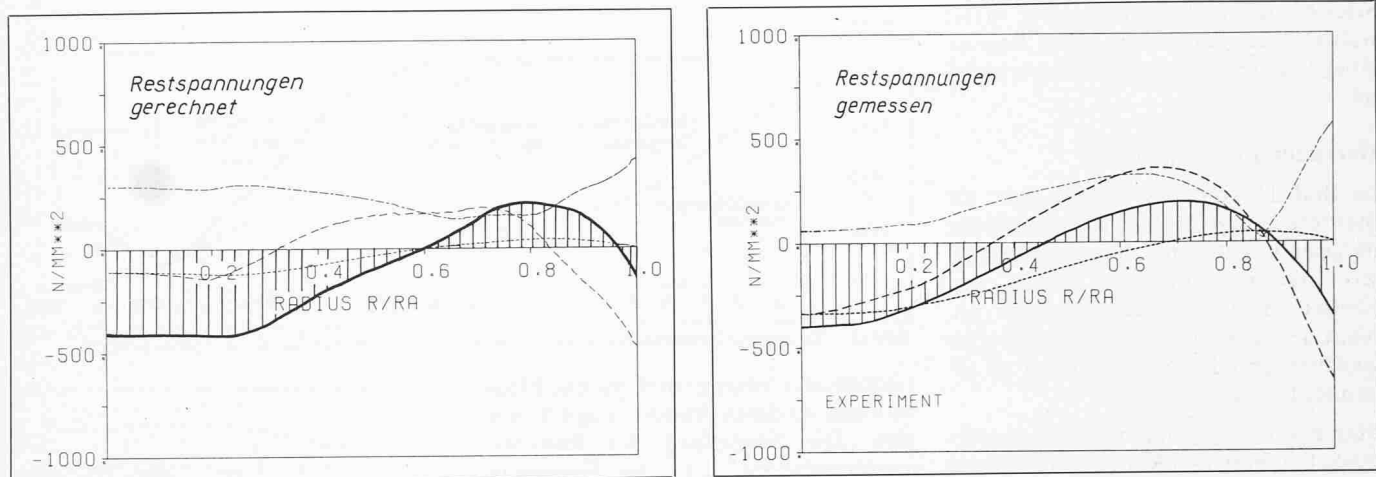 1000
500
0
-500
-1000
N/MM**2
Restspannungen
gerechnet
0.2
0.4
0.6
0.8
1.0
RADIUS R/RA
1000
500
0
-500
-1000
N/MM**2
Restspannungen
gemessen
0.2
0.4
0.6
0.8
1.0
RADIUS R/RA
EXPERIMENT